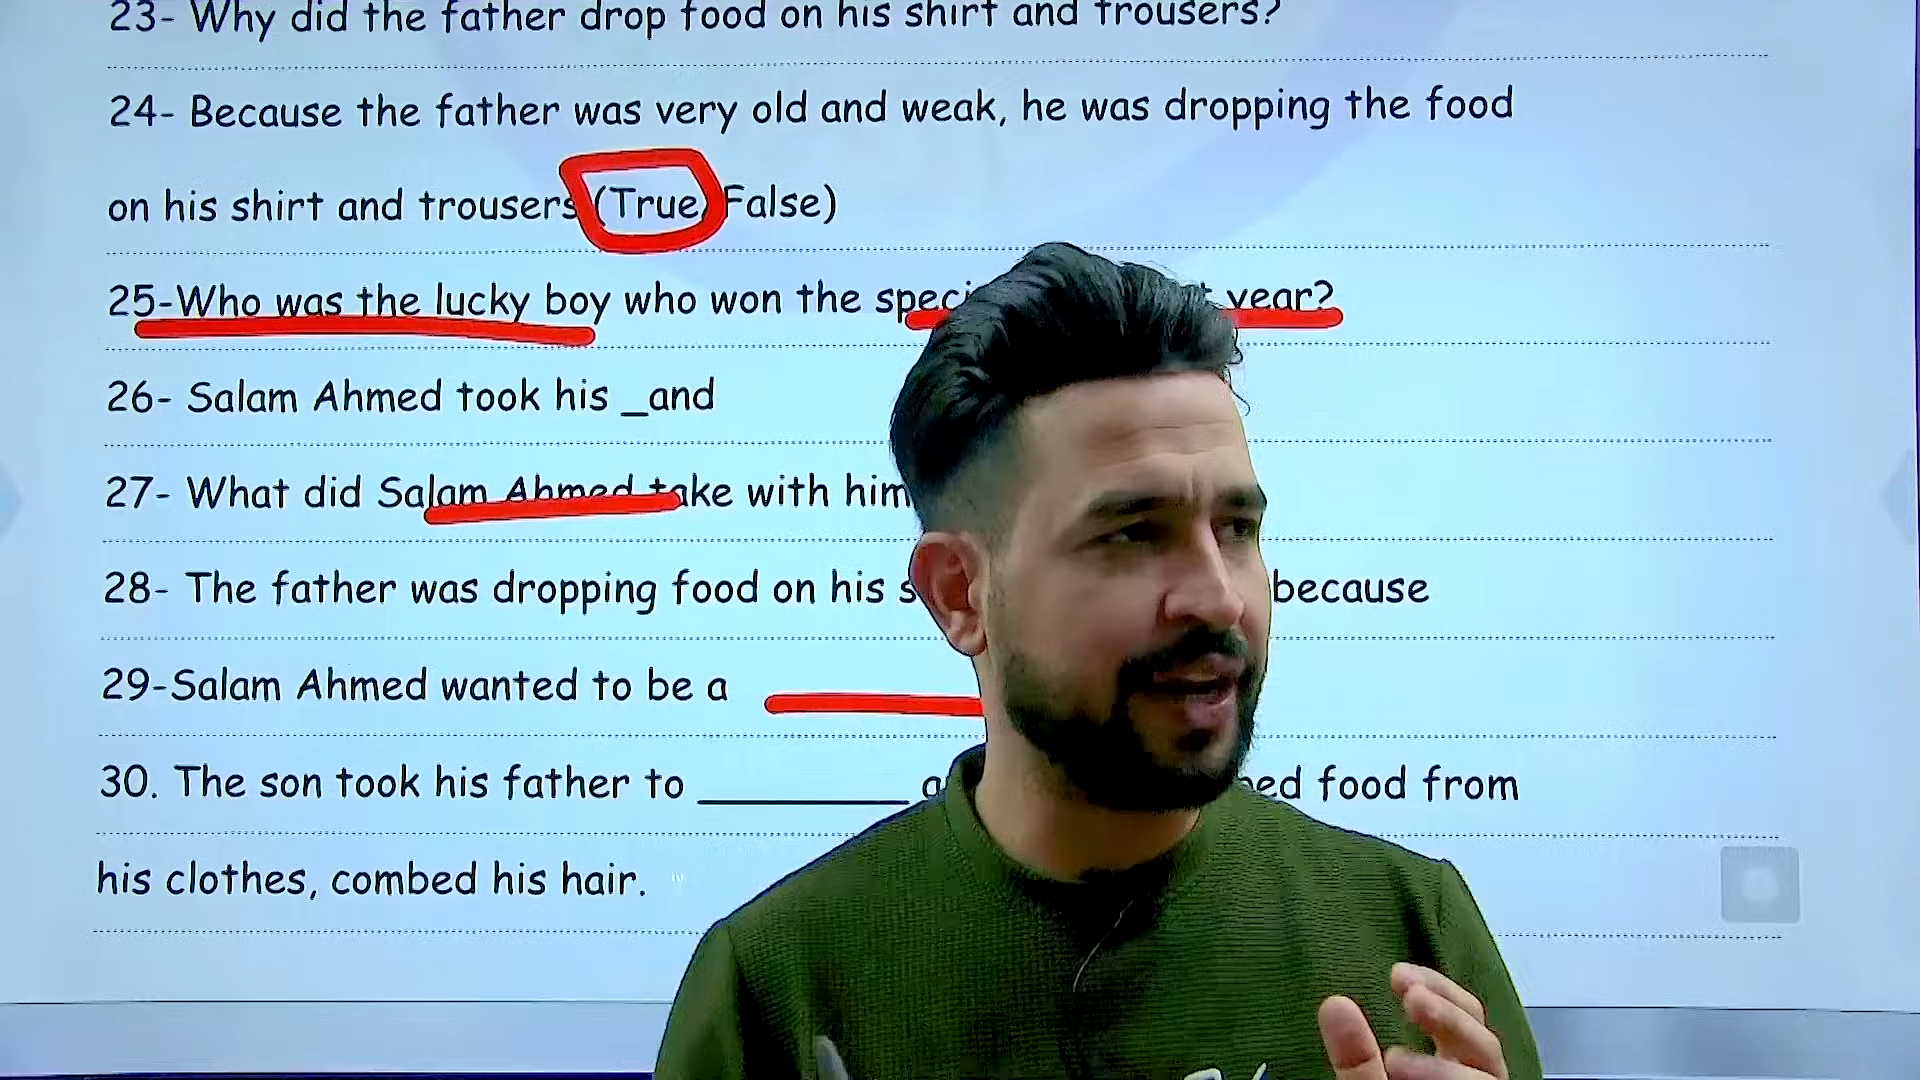 23- Why did the father drop food on his shirt and trousers?
24- Because the father was very old and weak, he was dropping the food
on his shirt and trousers (True, False)
25-Who was the lucky boy who won the year?
26- Salam Ahmed took his _and
27- What did Salam Ahmed take with him
28- The father was dropping food on his because
29-Salam Ahmed wanted to be a
30. The son took his father to __________ food from
his clothes, combed his hair.